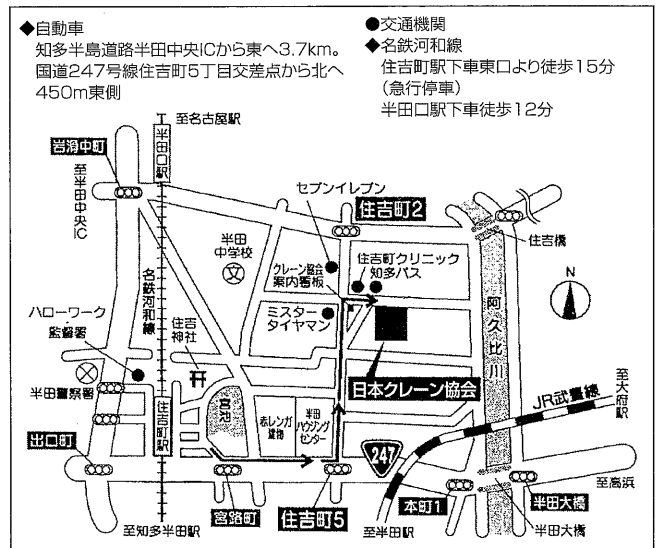 ◆自動車
知多半島道路半田中央ICから東へ3.7km。
国道247号線住吉町5丁目交差点から北へ
450m東側
●交通機関
◆名鉄河和線
住吉町駅下車東口より徒歩15分
（急行停車）
半田口駅下車徒歩12分
至名古屋駅
半田口駅
岩滑中町
至半田中央IC
セブンイレブン
住吉町2
住吉橋
半田
中学校
文
クレーン協会
案内看板
住吉町クリニック
知多バス
N
名鉄河和線
ハローワーク
監督署
住吉
神社
ミスター
タイヤマン
阿久比川
半田警察署
日本クレーン協会
JR武豊線
至大府駅
宮池
赤レンガ
建物
半田
ハウジング
センター
住吉町駅
出口町
247
至高浜
宮路町
住吉町5
本町1
半田大橋
至知多半田駅
至半田駅
半田大橋